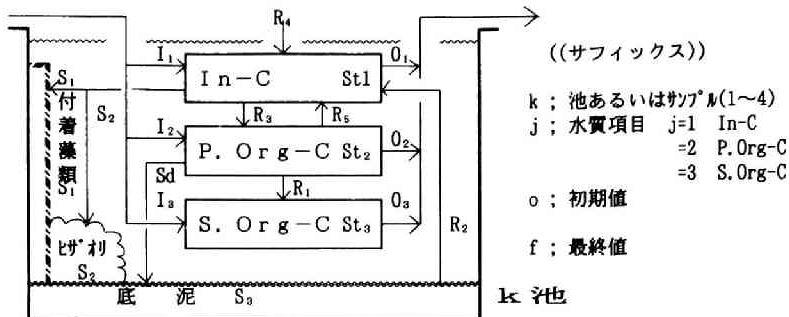 R₄
I₁
In-C St1
O₁
S₁
付着藻類
S₁
S₂
R₃
R₅
I₂
P. Org-C St₂
O₂
Sd
R₁
I₃
S. Org-C St₃
O₃
R₂
ヒザオリ
S₂
底 泥 S₃
k 池
((サフィックス))
k ; 池あるいはサンプル(1~4)
j ; 水質項目 j=1 In-C
=2 P.Org-C
=3 S.Org-C
o ; 初期値
f ; 最終値